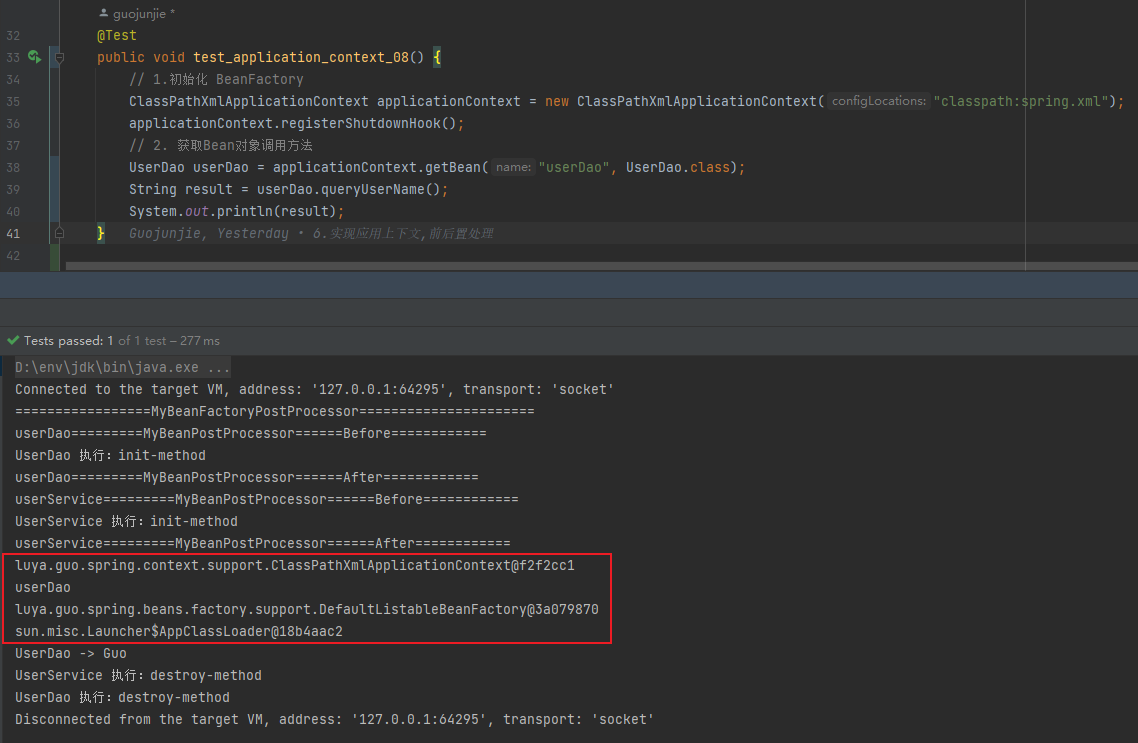 guojunjie *
32 @Test
33 public void test_application_context_08() {
34 // 1.初始化 BeanFactory
35 ClassPathXmlApplicationContext applicationContext = new ClassPathXmlApplicationContext( configLocations: "classpath:spring.xml");
36 applicationContext.registerShutdownHook();
37 // 2. 获取Bean对象调用方法
38 UserDao userDao = applicationContext.getBean( name: "userDao", UserDao.class);
39 String result = userDao.queryUserName();
40 System.out.println(result);
41 } Guojunjie, Yesterday • 6.实现应用上下文,前后置处理
42
Tests passed: 1 of 1 test – 277 ms
D:\env\jdk\bin\java.exe ...
Connected to the target VM, address: '127.0.0.1:64295', transport: 'socket'
=================MyBeanFactoryPostProcessor======================
userDao=========MyBeanPostProcessor======Before============
UserDao 执行：init-method
userDao=========MyBeanPostProcessor======After============
userService=========MyBeanPostProcessor======Before============
UserService 执行：init-method
userService=========MyBeanPostProcessor======After============
luya.guo.spring.context.support.ClassPathXmlApplicationContext@f2f2cc1
userDao
luya.guo.spring.beans.factory.support.DefaultListableBeanFactory@3a079870
sun.misc.Launcher$AppClassLoader@18b4aac2
UserDao -> Guo
UserService 执行：destroy-method
UserDao 执行：destroy-method
Disconnected from the target VM, address: '127.0.0.1:64295', transport: 'socket'